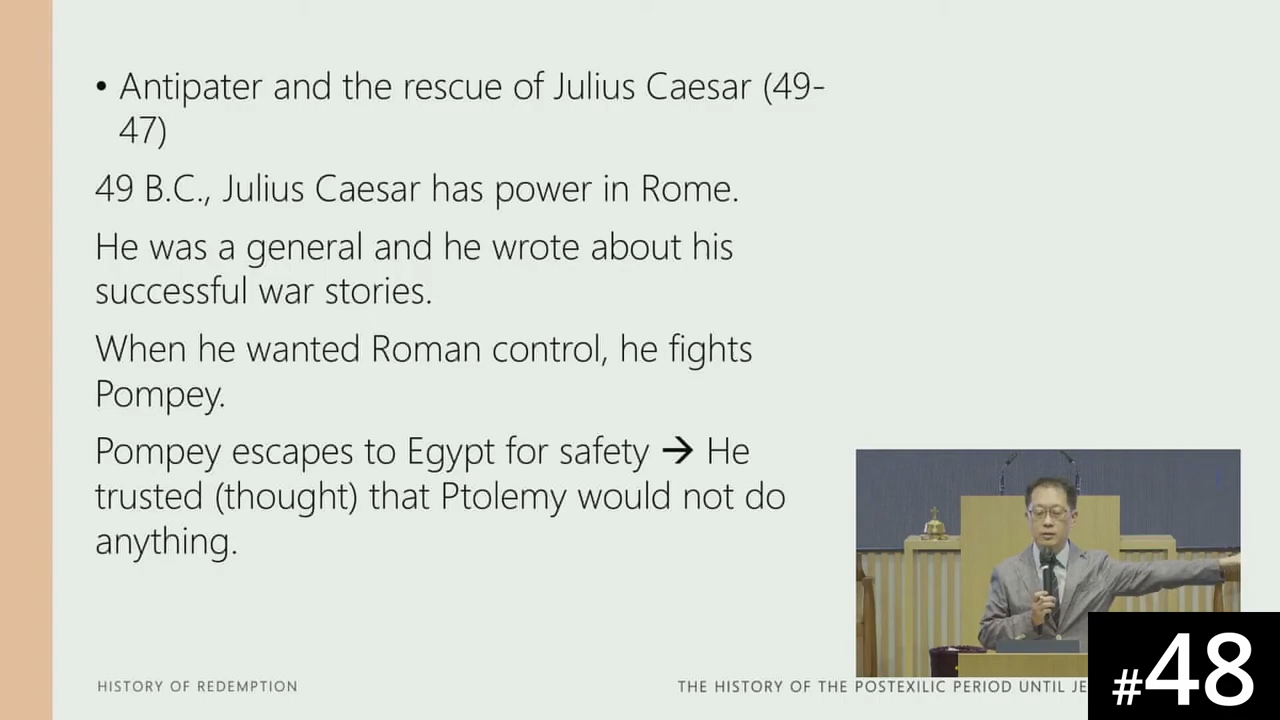 • Antipater and the rescue of Julius Caesar (49-
47)
49 B.C., Julius Caesar has power in Rome.
He was a general and he wrote about his
successful war stories.
When he wanted Roman control, he fights
Pompey.
Pompey escapes to Egypt for safety → He
trusted (thought) that Ptolemy would not do
anything.
HISTORY OF REDEMPTION
THE HISTORY OF THE POSTEXILIC PERIOD UNTIL JE
#48